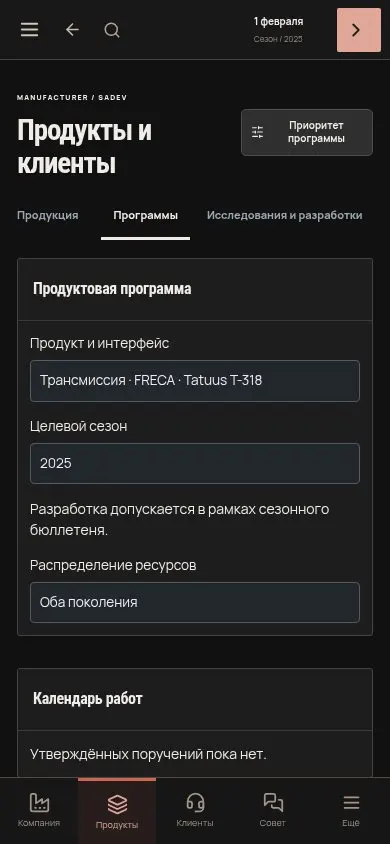 1 февраля
Сезон / 2025
MANUFACTURER / SADEV
Продукты и
клиенты
Приоритет
программы
Продукция
Программы
Исследования и разработки
Продуктовая программа
Продукт и интерфейс
Трансмиссия · FRECA · Tatuus T-318
Целевой сезон
2025
Разработка допускается в рамках сезонного
бюллетеня.
Распределение ресурсов
Оба поколения
Календарь работ
Утверждённых поручений пока нет.
Компания
Продукты
Клиенты
Совет
Ещё